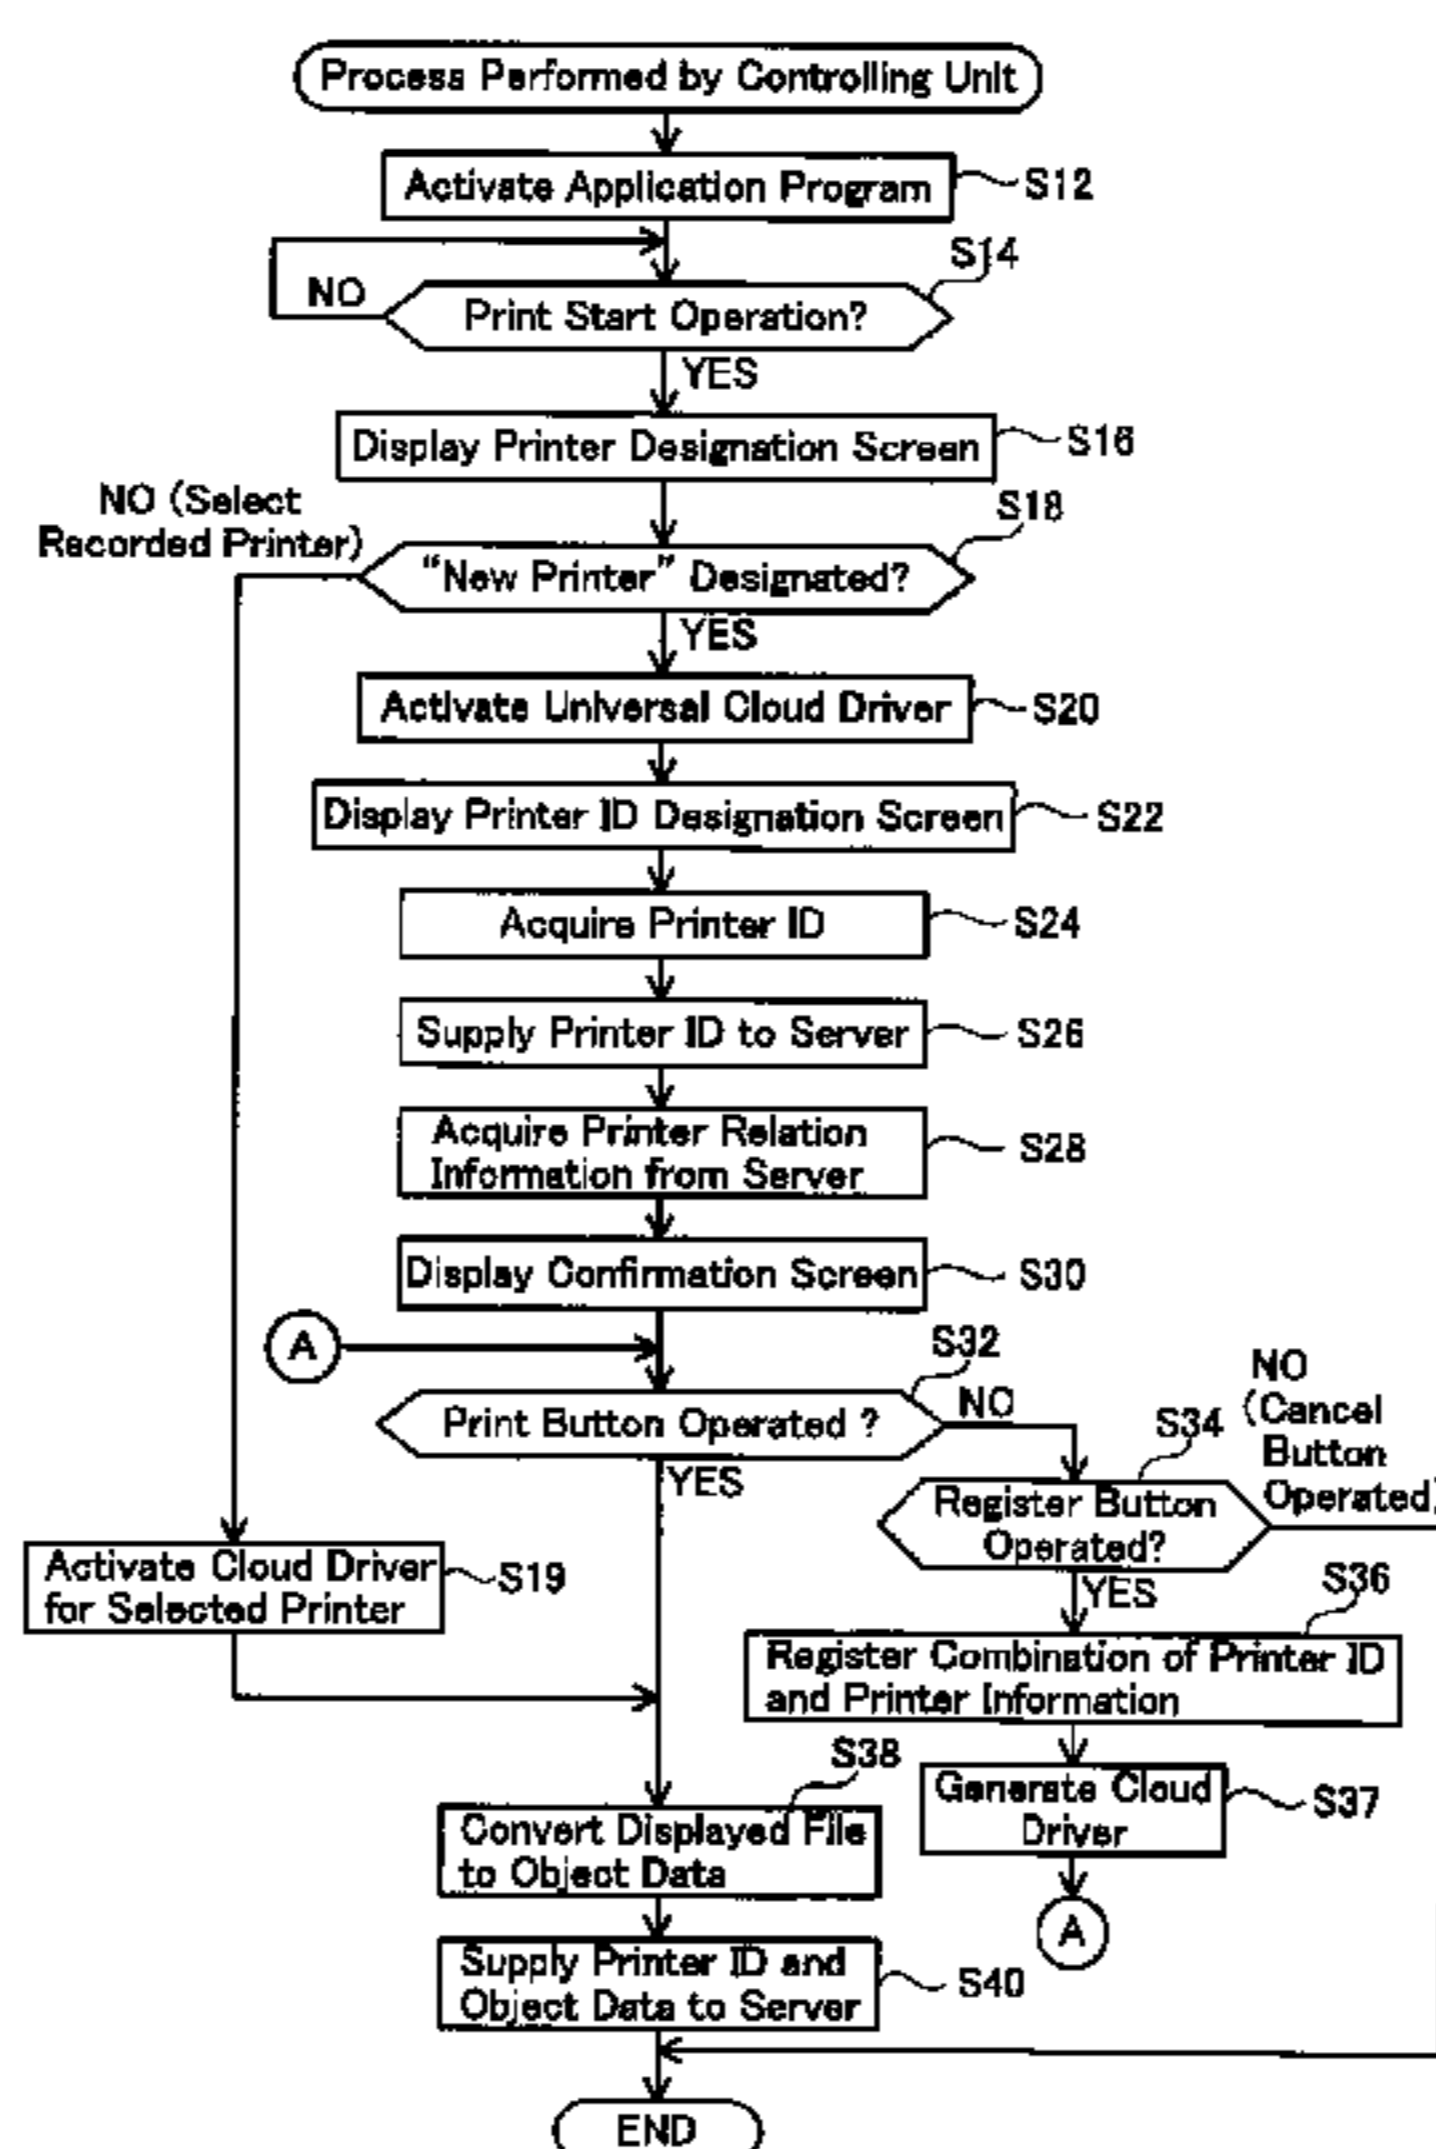 Process Performed by Controlling Unit
Activate Application Program
S12
S14
NO
Print Start Operation?
YES
Display Printer Designation Screen
S16
NO (Select
Recorded Printer)
S18
“New Printer” Designated?
YES
Activate Universal Cloud Driver
S20
Display Printer ID Designation Screen
S22
Acquire Printer ID
S24
Supply Printer ID to Server
S26
Acquire Printer Relation
Information from Server
S28
Display Confirmation Screen
S30
A
S32
Print Button Operated ?
NO
YES
S34
NO
(Cancel
Button
Operated)
Register Button
Operated?
YES
Activate Cloud Driver
for Selected Printer
S19
S36
Register Combination of Printer ID
and Printer Information
S38
Generate Cloud
Driver
S37
Convert Displayed File
to Object Data
A
Supply Printer ID and
Object Data to Server
S40
END